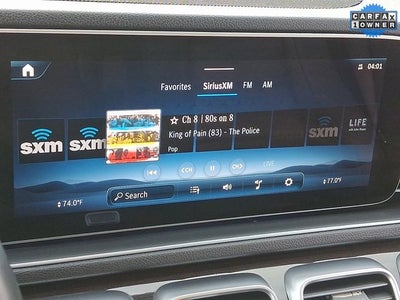 CARFAX
1 OWNER
04:01
Favorites SiriusXM FM AM
☆ Ch 8 | 80s on 8
King of Pain (83) - The Police
Pop
sxm
sxm
sxm
LIFE
CH
CH
LIVE
Search
74.0°F
77.0°F